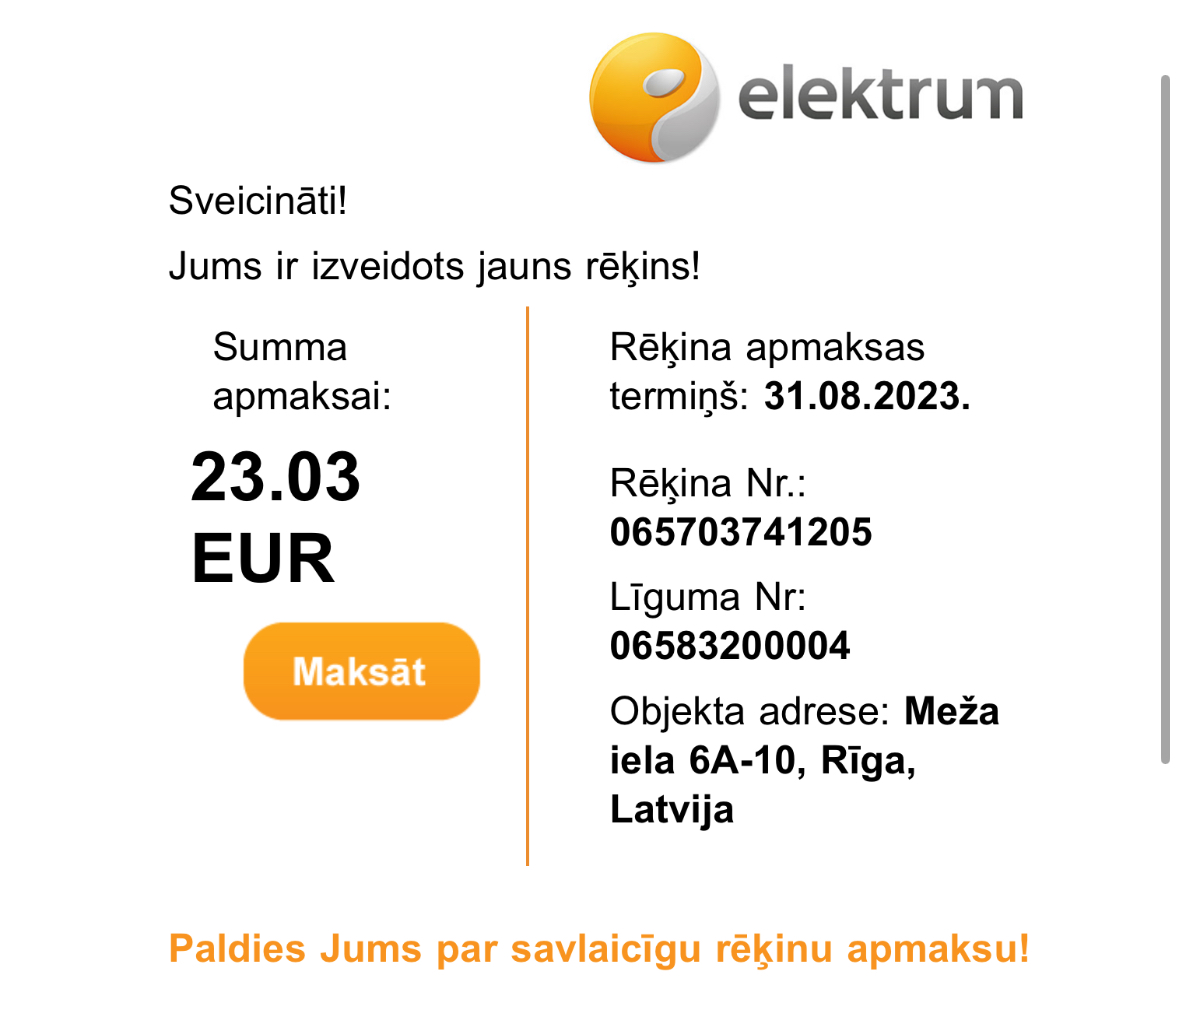 elektrum
Sveicināti!
Jums ir izveidots jauns rēķins!
Summa
apmaksai:
23.03
EUR
Maksāt
Rēķina apmaksas
termiņš: 31.08.2023.
Rēķina Nr.:
065703741205
Līguma Nr:
06583200004
Objekta adrese: Meža
iela 6A-10, Rīga,
Latvija
Paldies Jums par savlaicīgu rēķinu apmaksu!